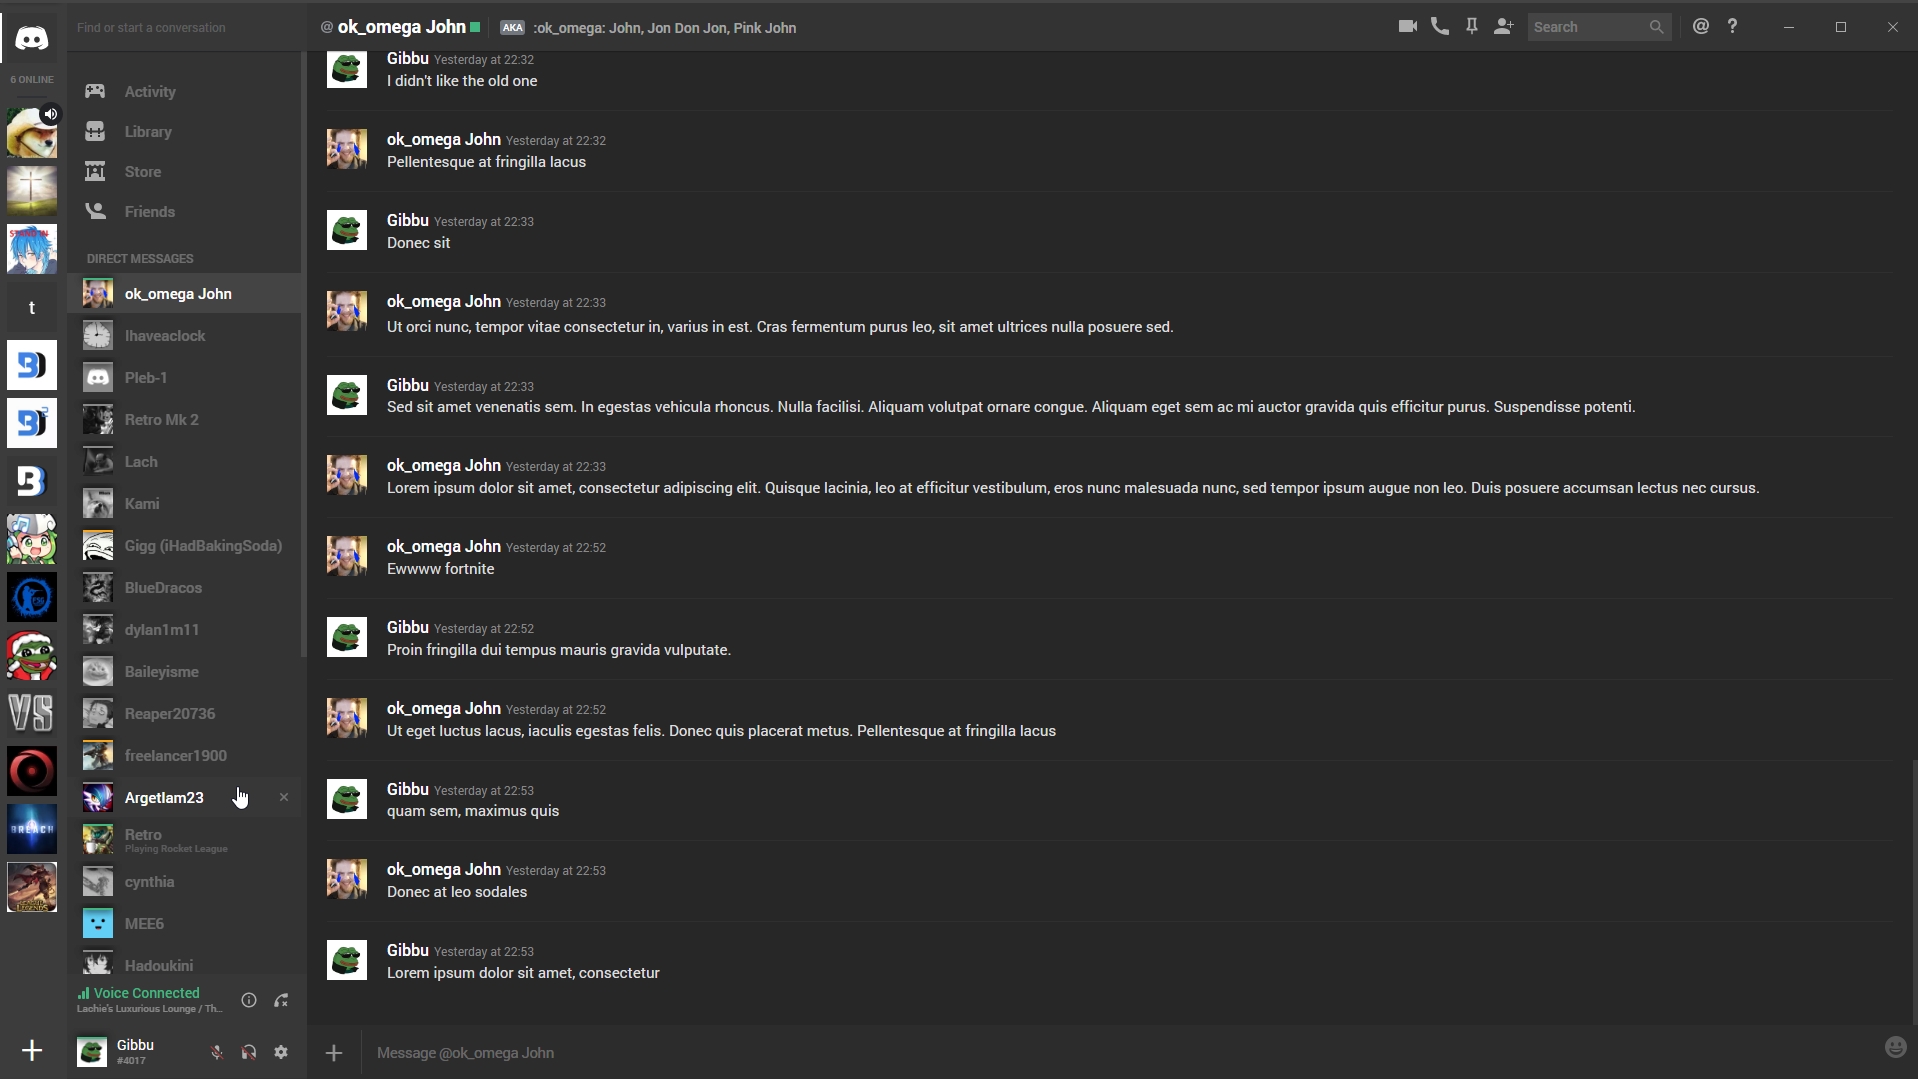 Find or start a conversation
6 ONLINE
t
VS
BREACH
Activity
Library
Store
Friends
DIRECT MESSAGES
ok_omega John
Ihaveaclock
Pleb-1
Retro Mk 2
Lach
Kami
Gigg (iHadBakingSoda)
BlueDracos
dylan1m11
Baileyisme
Reaper20736
freelancer1900
Argetlam23
Retro
Playing Rocket League
cynthia
MEE6
Hadoukini
Voice Connected
Lachie's Luxurious Lounge / Th...
Gibbu
#4017
@ ok_omega John
AKA :ok_omega: John, Jon Don Jon, Pink John
Search
Gibbu Yesterday at 22:32
I didn't like the old one
ok_omega John Yesterday at 22:32
Pellentesque at fringilla lacus
Gibbu Yesterday at 22:33
Donec sit
ok_omega John Yesterday at 22:33
Ut orci nunc, tempor vitae consectetur in, varius in est. Cras fermentum purus leo, sit amet ultrices nulla posuere sed.
Gibbu Yesterday at 22:33
Sed sit amet venenatis sem. In egestas vehicula rhoncus. Nulla facilisi. Aliquam volutpat ornare congue. Aliquam eget sem ac mi auctor gravida quis efficitur purus. Suspendisse potenti.
ok_omega John Yesterday at 22:33
Lorem ipsum dolor sit amet, consectetur adipiscing elit. Quisque lacinia, leo at efficitur vestibulum, eros nunc malesuada nunc, sed tempor ipsum augue non leo. Duis posuere accumsan lectus nec cursus.
ok_omega John Yesterday at 22:52
Ewwww fortnite
Gibbu Yesterday at 22:52
Proin fringilla dui tempus mauris gravida vulputate.
ok_omega John Yesterday at 22:52
Ut eget luctus lacus, iaculis egestas felis. Donec quis placerat metus. Pellentesque at fringilla lacus
Gibbu Yesterday at 22:53
quam sem, maximus quis
ok_omega John Yesterday at 22:53
Donec at leo sodales
Gibbu Yesterday at 22:53
Lorem ipsum dolor sit amet, consectetur
Message @ok_omega John